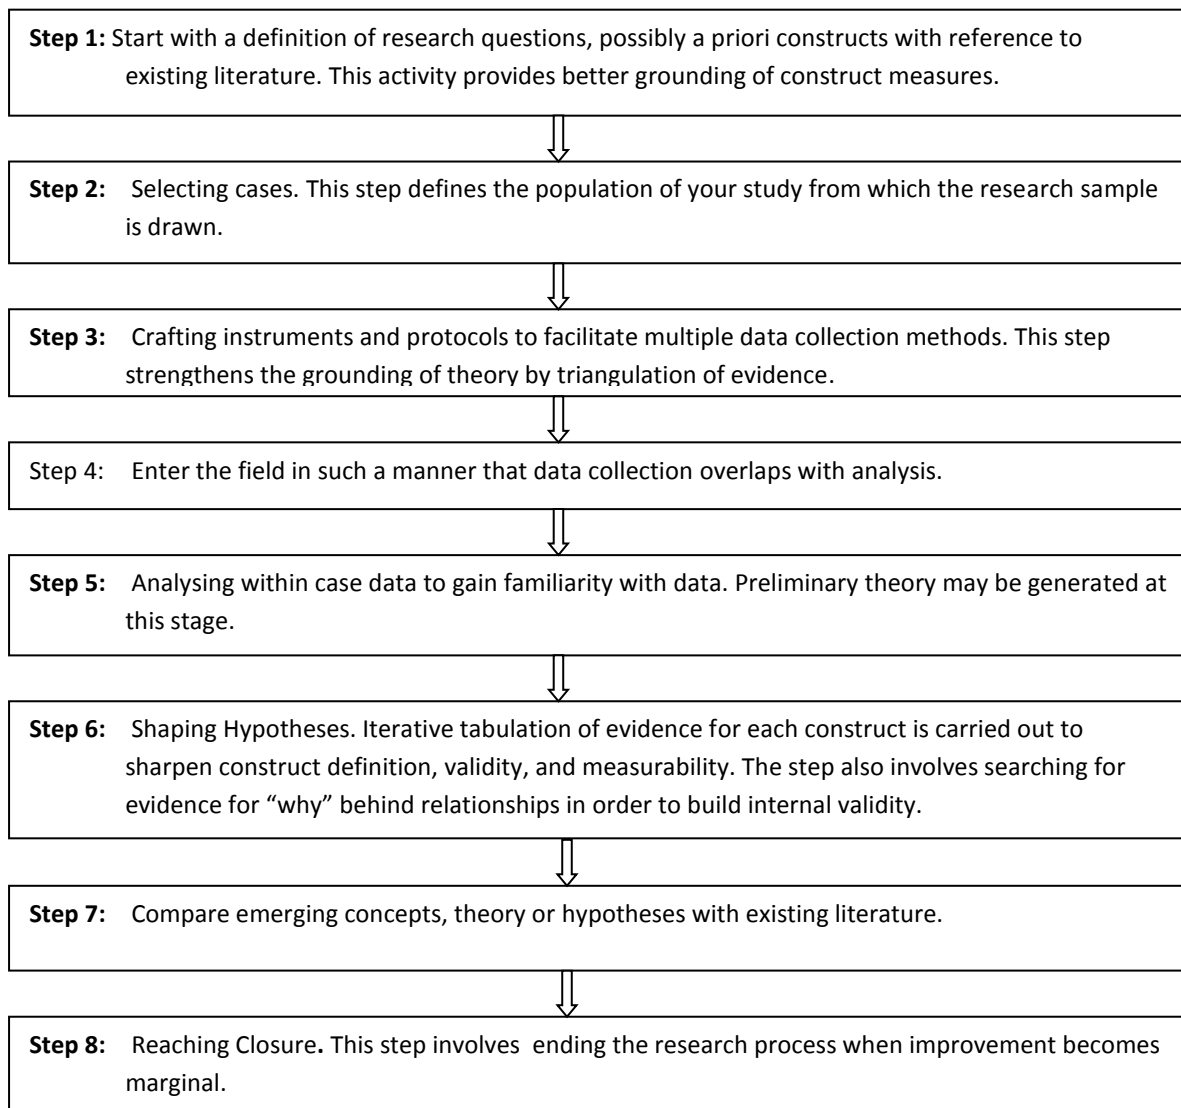 Step 1: Start with a definition of research questions, possibly a priori constructs with reference to
existing literature. This activity provides better grounding of construct measures.
Step 2: Selecting cases. This step defines the population of your study from which the research sample
is drawn.
Step 3: Crafting instruments and protocols to facilitate multiple data collection methods. This step
strengthens the grounding of theory by triangulation of evidence.
Step 4: Enter the field in such a manner that data collection overlaps with analysis.
Step 5: Analysing within case data to gain familiarity with data. Preliminary theory may be generated at
this stage.
Step 6: Shaping Hypotheses. Iterative tabulation of evidence for each construct is carried out to
sharpen construct definition, validity, and measurability. The step also involves searching for
evidence for “why” behind relationships in order to build internal validity.
Step 7: Compare emerging concepts, theory or hypotheses with existing literature.
Step 8: Reaching Closure. This step involves ending the research process when improvement becomes
marginal.